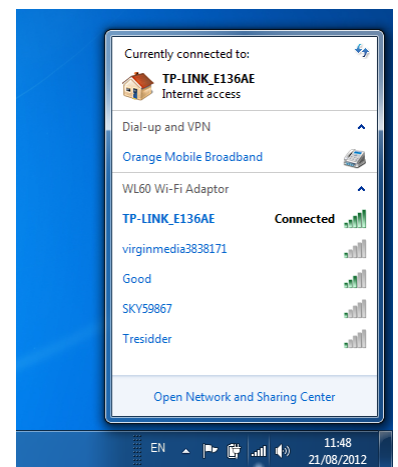 Currently connected to:
TP-LINK_E136AE
Internet access
Dial-up and VPN
Orange Mobile Broadband
WL60 Wi-Fi Adaptor
TP-LINK_E136AE Connected
virginmedia3838171
Good
SKY59867
Tresidder
Open Network and Sharing Center
EN 11:48
21/08/2012